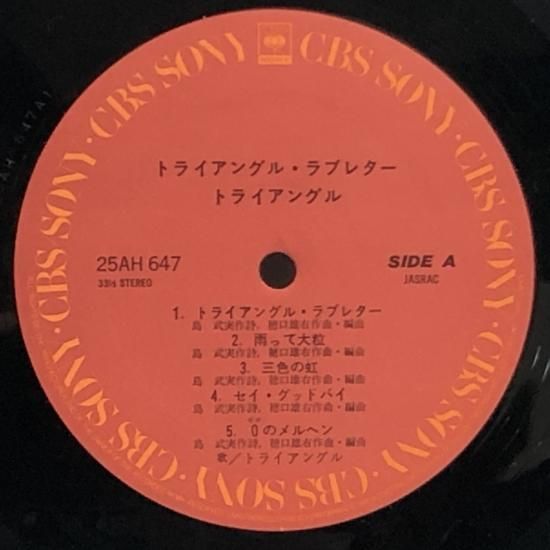 CBS SONY · CBS SONY · CBS SONY · CBS SONY · CBS SONY · CBS SONY · CBS SONY · CBS SONY
トライアングル・ラブレター
トライアングル
25AH 647
SIDE A
33⅓ STEREO
JASRAC
1. トライアングル・ラブレター
島 武実作詩, 穂口雄右作曲・編曲
2. 雨って大粒
島 武実作詩, 穂口雄右作曲・編曲
3. 三色の虹
島 武実作詩, 穂口雄右作曲・編曲
4. セイ・グッドバイ
島 武実作詩, 穂口雄右作曲・編曲
5. 0のメルヘン
島 武実作詩, 穂口雄右作曲・編曲
歌/トライアングル